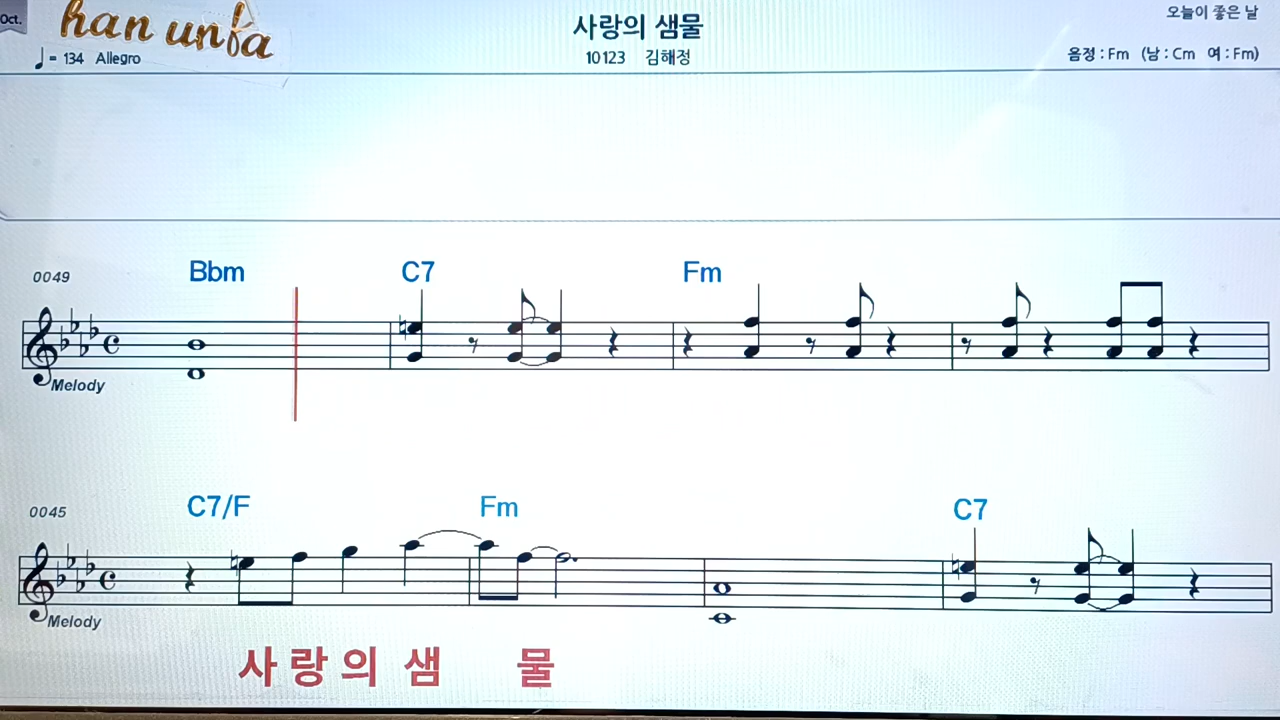 Oct.
han unfa
오늘이 좋은 날
사랑의 샘물
♩ = 134 Allegro
10123 김해정
음정 : Fm (남 : Cm 여 : Fm)
0049
Bbm C7 Fm
Melody
0045
C7/F Fm C7
Melody
사 랑 의 샘 물